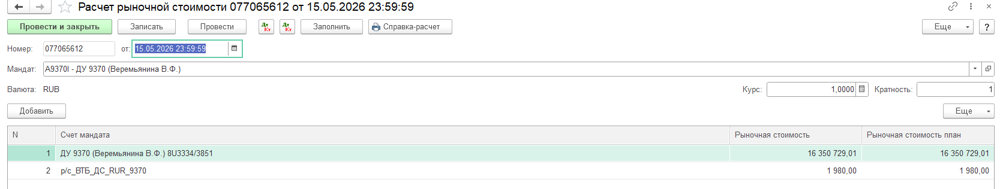 Расчет рыночной стоимости 077065612 от 15.05.2026 23:59:59
Провести и закрыть Записать Провести Дт Кт Дт Кт Заполнить Справка-расчет Еще ?
Номер: 077065612 от: 15.05.2026 23:59:59
Мандат: A9370I - ДУ 9370 (Веремьянина В.Ф.)
Валюта: RUB Курс: 1,0000 Кратность: 1
Добавить Еще
N Счет мандата Рыночная стоимость Рыночная стоимость план
1 ДУ 9370 (Веремьянина В.Ф.) 8U3334/3851 16 350 729,01 16 350 729,01
2 р/с_ВТБ_ДС_RUR_9370 1 980,00 1 980,00